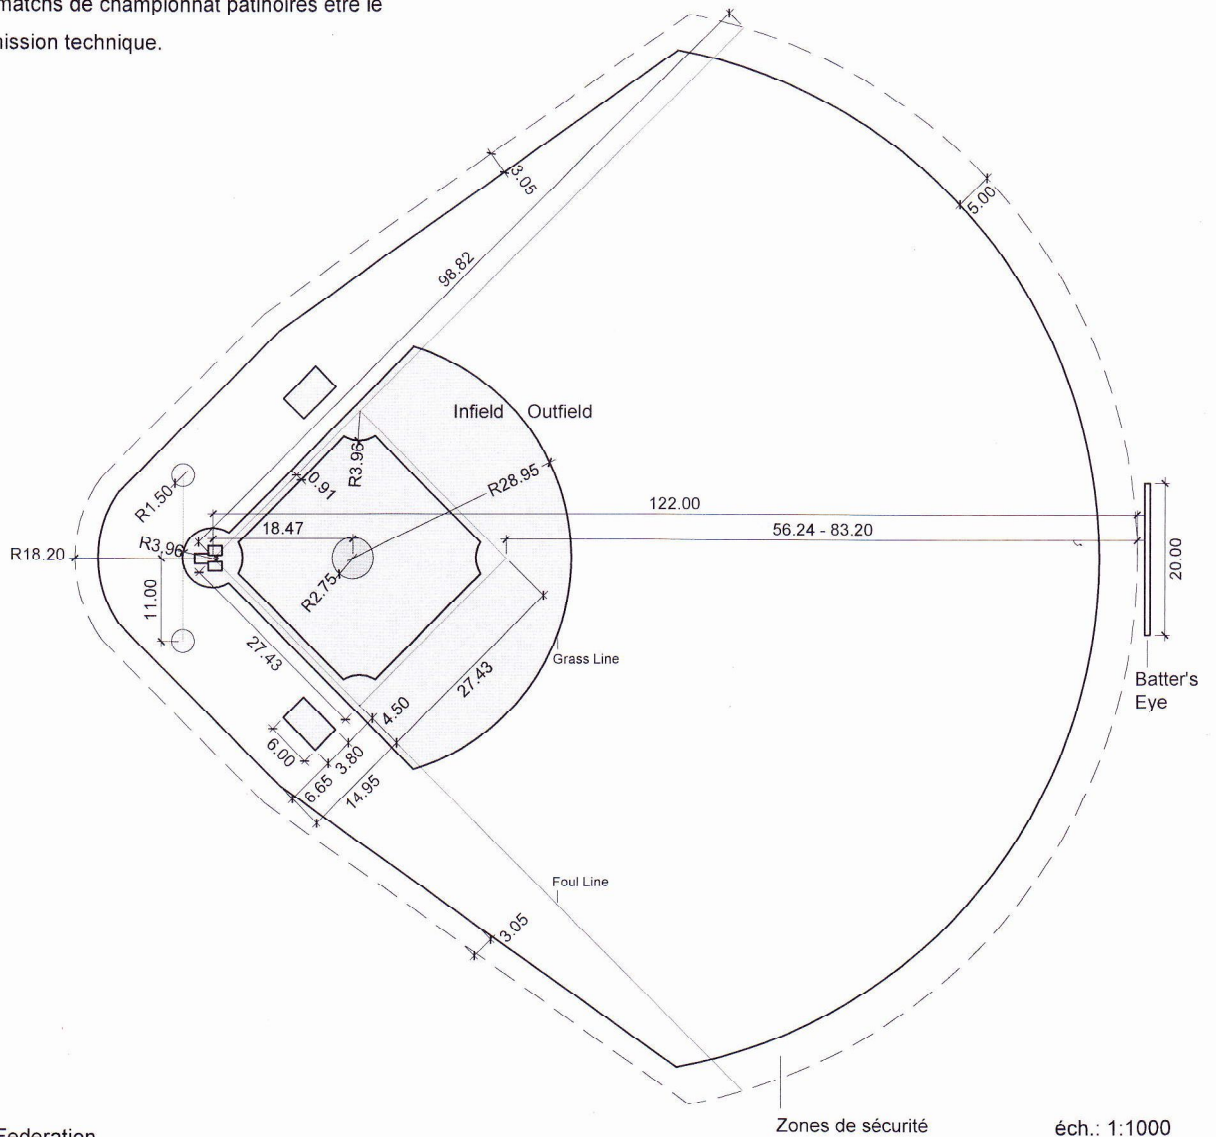 matchs de championnat patinoires être le
mission technique.
3.05
5.00
98.82
Infield Outfield
R3.96
0.91
R28.95
R1.50
122.00
18.47
56.24 - 83.20
R3.96
R18.20
R2.75
11.00
20.00
27.43
Grass Line
27.43
Batter's
Eye
4.50
6.00
3.80
6.65
14.95
Foul Line
3.05
Zones de sécurité
éch.: 1:1000
Federation